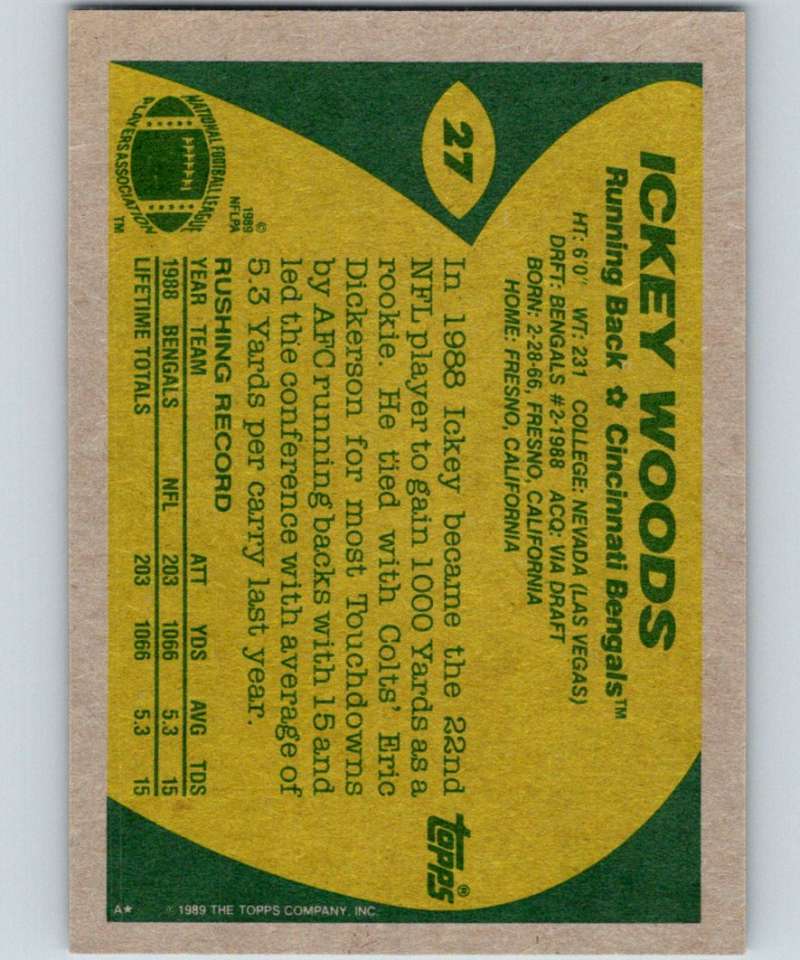 27
ICKEY WOODS
Running Back ✿ Cincinnati Bengals™
HT: 6'0" WT: 231 COLLEGE: NEVADA (LAS VEGAS)
DRFT: BENGALS #2-1988 ACQ: VIA DRAFT
BORN: 2-28-66, FRESNO, CALIFORNIA
HOME: FRESNO, CALIFORNIA
In 1988 Ickey became the 22nd
NFL player to gain 1000 Yards as a
rookie. He tied with Colts' Eric
Dickerson for most Touchdowns
by AFC running backs with 15 and
led the conference with average of
5.3 Yards per carry last year.
NATIONAL FOOTBALL LEAGUE
PLAYERS ASSOCIATION
™
©
1989
NFLPA
RUSHING RECORD
YEAR TEAM ATT YDS AVG TDS
1988 BENGALS NFL 203 1066 5.3 15
LIFETIME TOTALS 203 1066 5.3 15
topps®
A* © 1989 THE TOPPS COMPANY, INC.